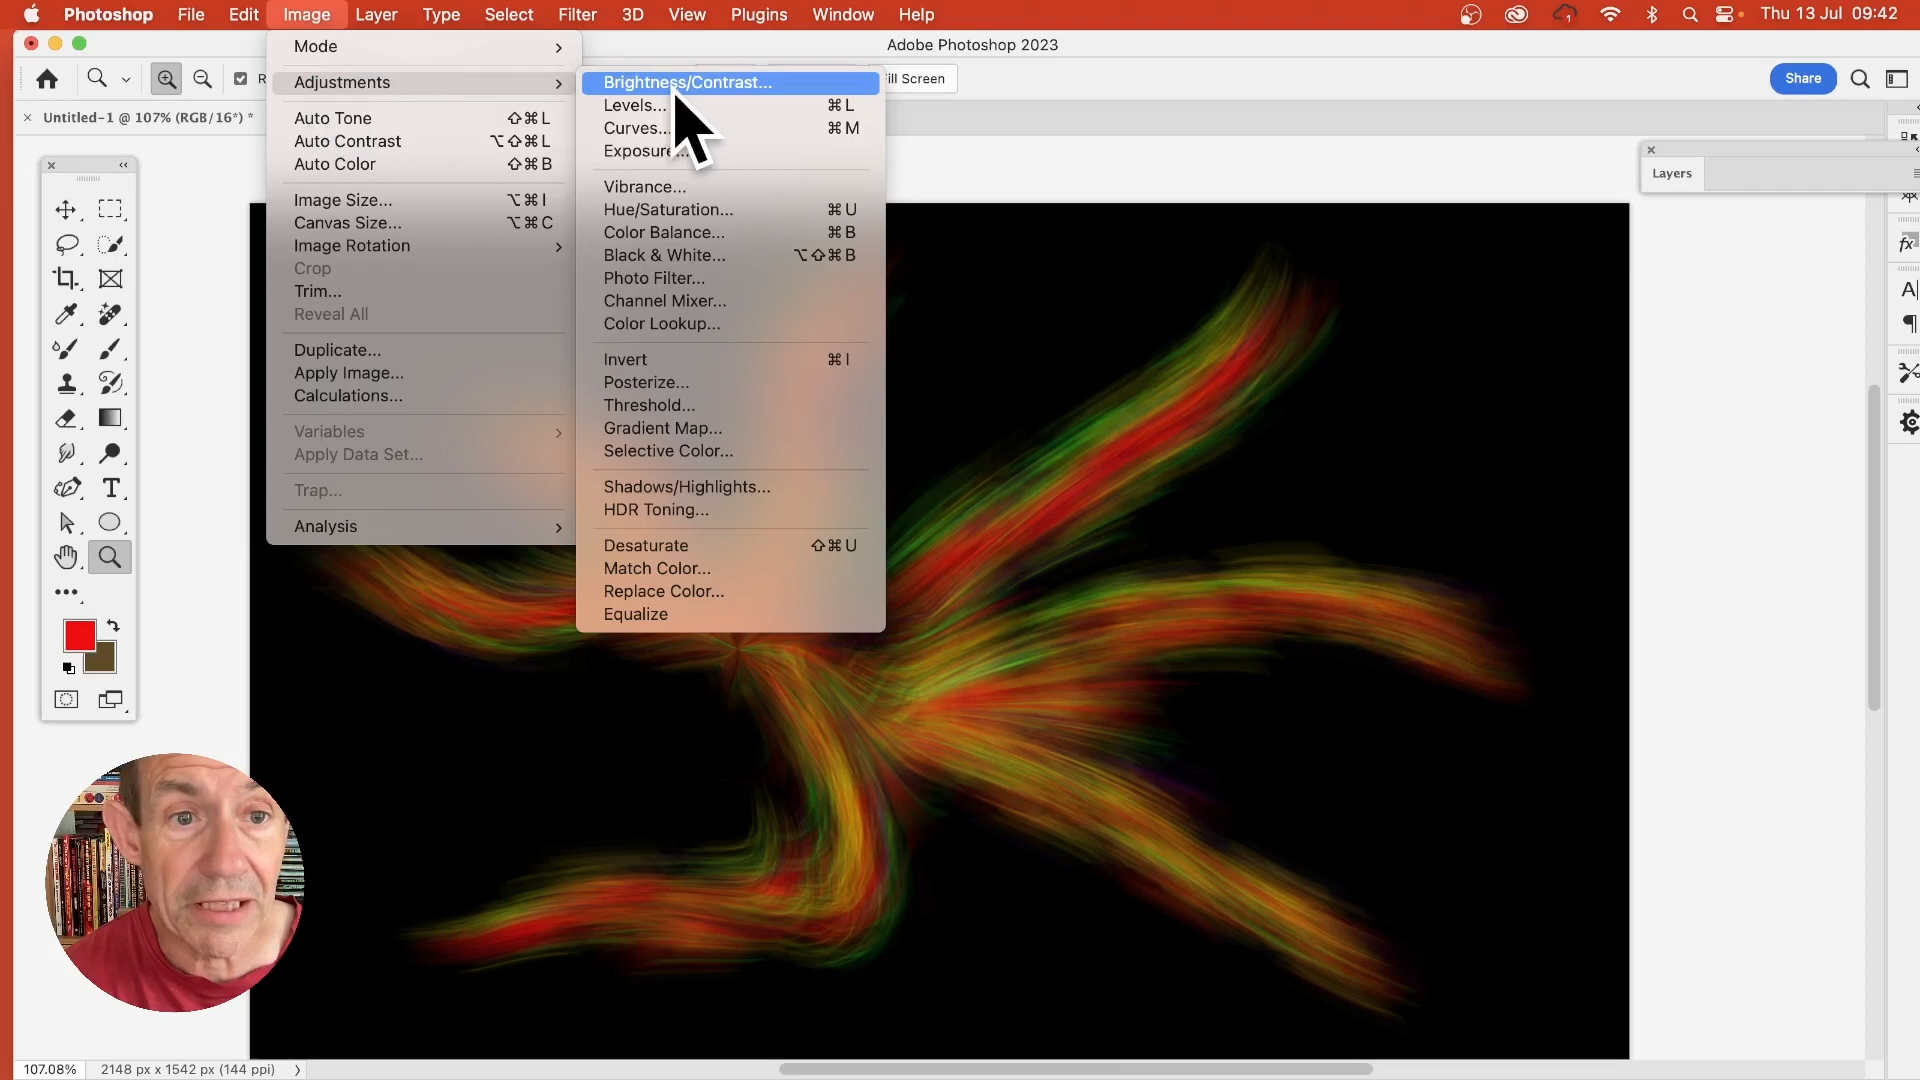 Photoshop File Edit Image Layer Type Select Filter 3D View Plugins Window Help 1 Thu 13 Jul 09:42
Adobe Photoshop 2023
R ill Screen Share
Untitled-1 @ 107% (RGB/16*) *
Mode
Adjustments
Auto Tone ⇧⌘L
Auto Contrast ⌥⇧⌘L
Auto Color ⇧⌘B
Image Size... ⌥⌘I
Canvas Size... ⌥⌘C
Image Rotation
Crop
Trim...
Reveal All
Duplicate...
Apply Image...
Calculations...
Variables
Apply Data Set...
Trap...
Analysis
Brightness/Contrast...
Levels... ⌘L
Curves... ⌘M
Exposure...
Vibrance...
Hue/Saturation... ⌘U
Color Balance... ⌘B
Black & White... ⌥⇧⌘B
Photo Filter...
Channel Mixer...
Color Lookup...
Invert ⌘I
Posterize...
Threshold...
Gradient Map...
Selective Color...
Shadows/Highlights...
HDR Toning...
Desaturate ⇧⌘U
Match Color...
Replace Color...
Equalize
Layers
107.08% 2148 px x 1542 px (144 ppi)